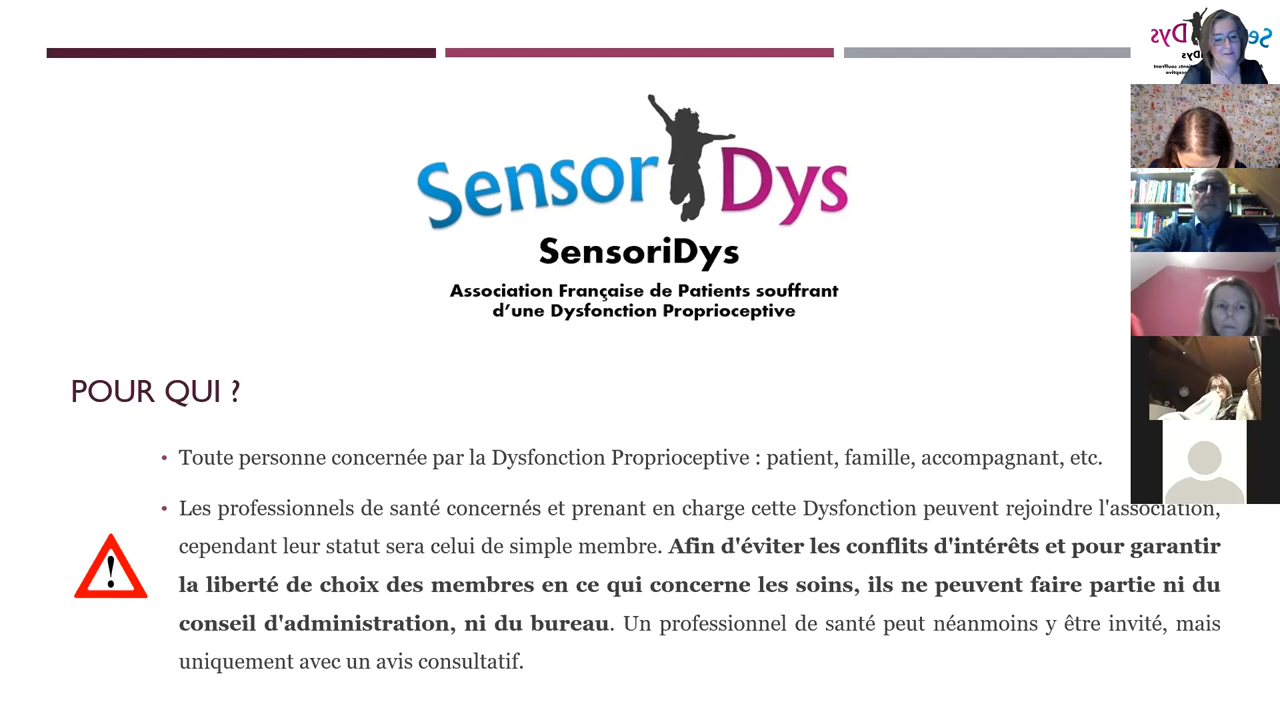 Sensor Dys
SensoriDys
Association Française de Patients souffrant
d'une Dysfonction Proprioceptive
POUR QUI ?
• Toute personne concernée par la Dysfonction Proprioceptive : patient, famille, accompagnant, etc.
• Les professionnels de santé concernés et prenant en charge cette Dysfonction peuvent rejoindre l'association,
cependant leur statut sera celui de simple membre. Afin d'éviter les conflits d'intérêts et pour garantir
la liberté de choix des membres en ce qui concerne les soins, ils ne peuvent faire partie ni du
conseil d'administration, ni du bureau. Un professionnel de santé peut néanmoins y être invité, mais
uniquement avec un avis consultatif.
!
Dys